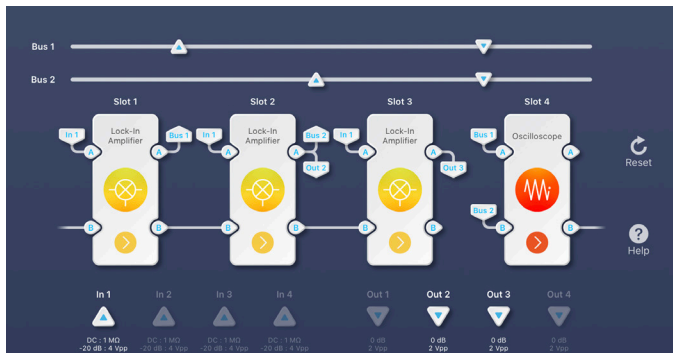 Bus 1
Bus 2
Slot 1
Slot 2
Slot 3
Slot 4
In 1
Lock-In
Amplifier
Bus 1
In 1
Lock-In
Amplifier
Bus 2
In 1
Lock-In
Amplifier
Bus 1
Oscilloscope
A
A
A
A
A
A
A
A
Out 2
Out 3
Reset
Bus 2
B
B
B
B
B
B
B
B
Help
In 1
In 2
In 3
In 4
Out 1
Out 2
Out 3
Out 4
DC : 1 MΩ
-20 dB : 4 Vpp
DC : 1 MΩ
-20 dB : 4 Vpp
DC : 1 MΩ
-20 dB : 4 Vpp
DC : 1 MΩ
-20 dB : 4 Vpp
0 dB
2 Vpp
0 dB
2 Vpp
0 dB
2 Vpp
0 dB
2 Vpp